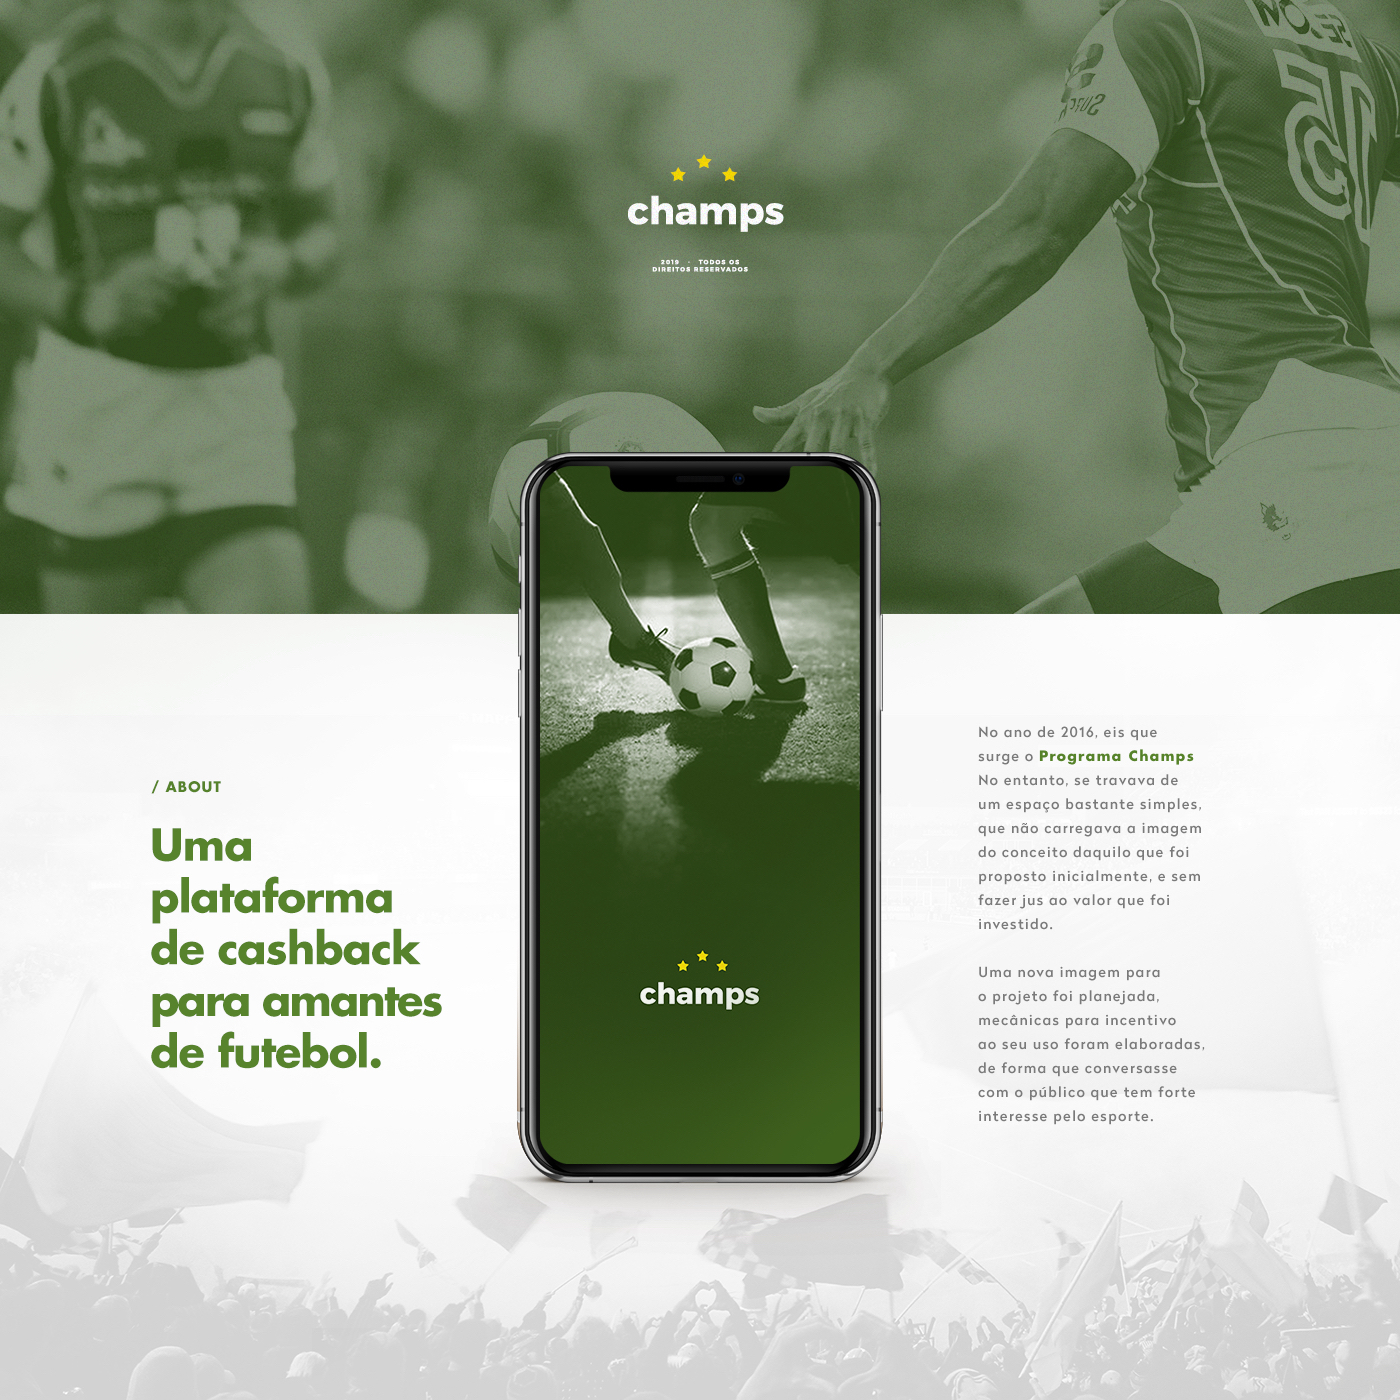 champs
2019 · TODOS OS
DIREITOS RESERVADOS
/ ABOUT
Uma
plataforma
de cashback
para amantes
de futebol.
champs
No ano de 2016, eis que
surge o Programa Champs
No entanto, se travava de
um espaço bastante simples,
que não carregava a imagem
do conceito daquilo que foi
proposto inicialmente, e sem
fazer jus ao valor que foi
investido.
Uma nova imagem para
o projeto foi planejada,
mecânicas para incentivo
ao seu uso foram elaboradas,
de forma que conversasse
com o público que tem forte
interesse pelo esporte.